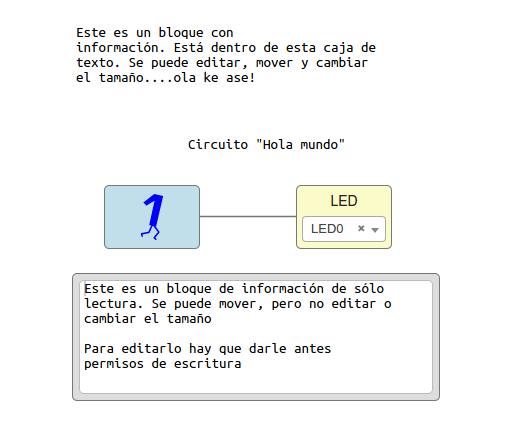 Este es un bloque con
información. Está dentro de esta caja de
texto. Se puede editar, mover y cambiar
el tamaño....ola ke ase!
Circuito "Hola mundo"
1
LED
LED0 × ▾
Este es un bloque de información de sólo
lectura. Se puede mover, pero no editar o
cambiar el tamaño
Para editarlo hay que darle antes
permisos de escritura